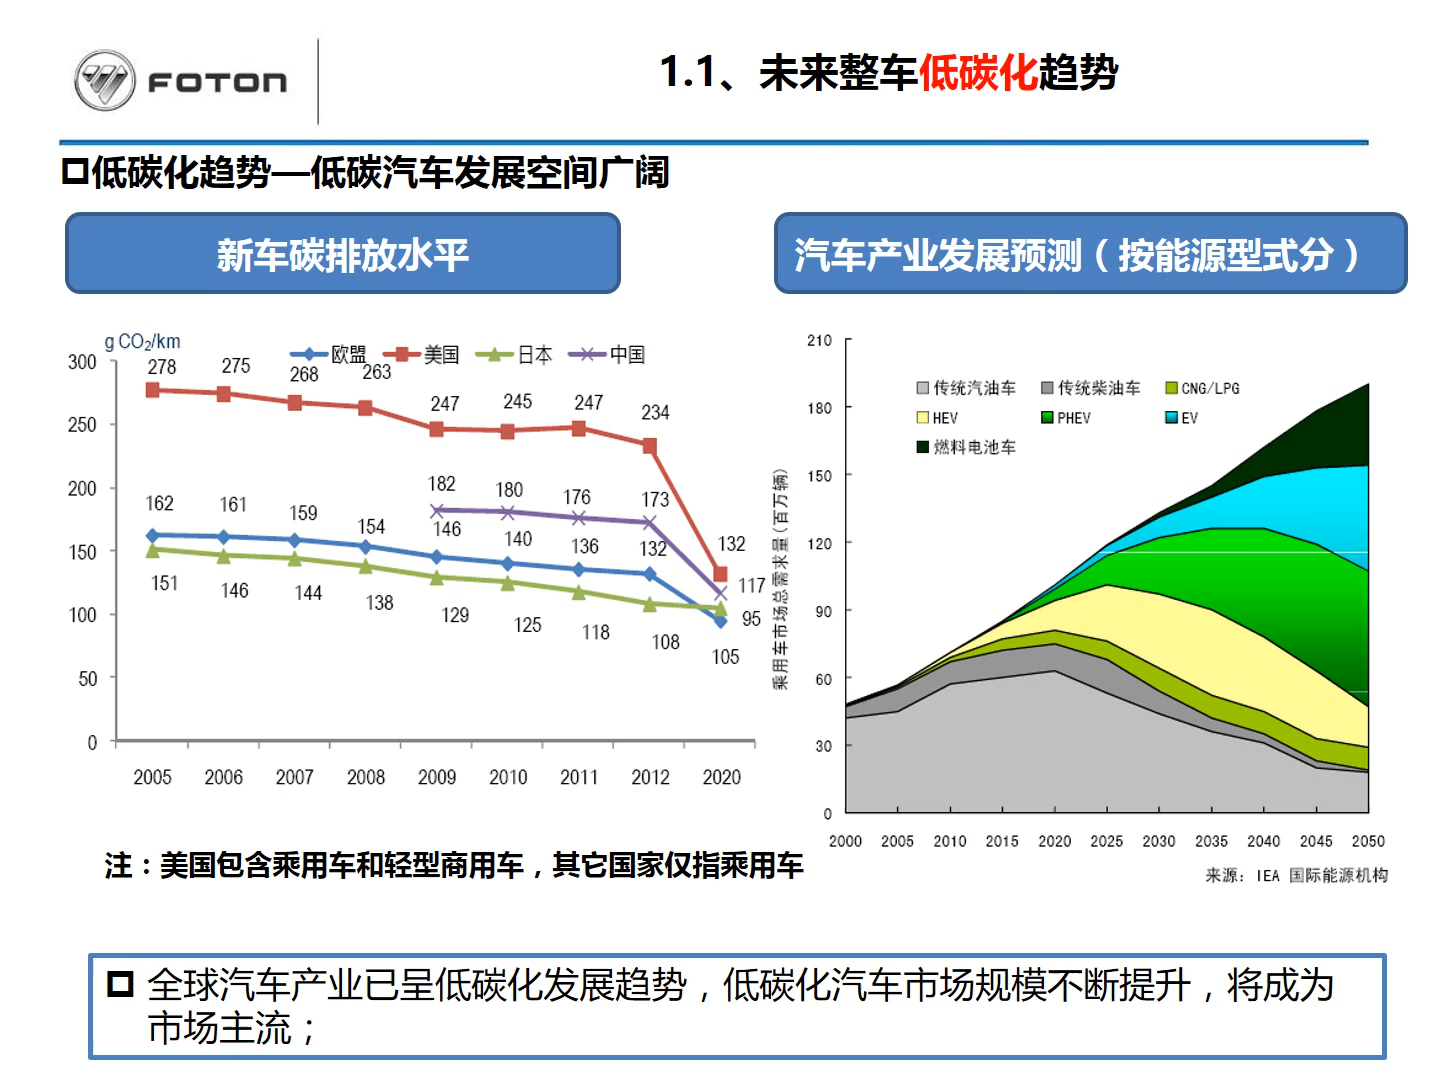 FOTON
1.1、未来整车低碳化趋势
低碳化趋势—低碳汽车发展空间广阔
新车碳排放水平
汽车产业发展预测（按能源型式分）
g CO₂/km
欧盟 美国 日本 中国
300
250
200
150
100
50
0
278 275 268 263 247 245 247 234 132
182 180 176 173 117
162 161 159 154 146 140 136 132 95
151 146 144 138 129 125 118 108 105
2005 2006 2007 2008 2009 2010 2011 2012 2020
注：美国包含乘用车和轻型商用车，其它国家仅指乘用车
乘用车市场总需求量(百万辆)
210
180
150
120
90
60
30
0
传统汽油车 传统柴油车 CNG/LPG
HEV PHEV EV
燃料电池车
2000 2005 2010 2015 2020 2025 2030 2035 2040 2045 2050
来源：IEA 国际能源机构
全球汽车产业已呈低碳化发展趋势，低碳化汽车市场规模不断提升，将成为
市场主流；